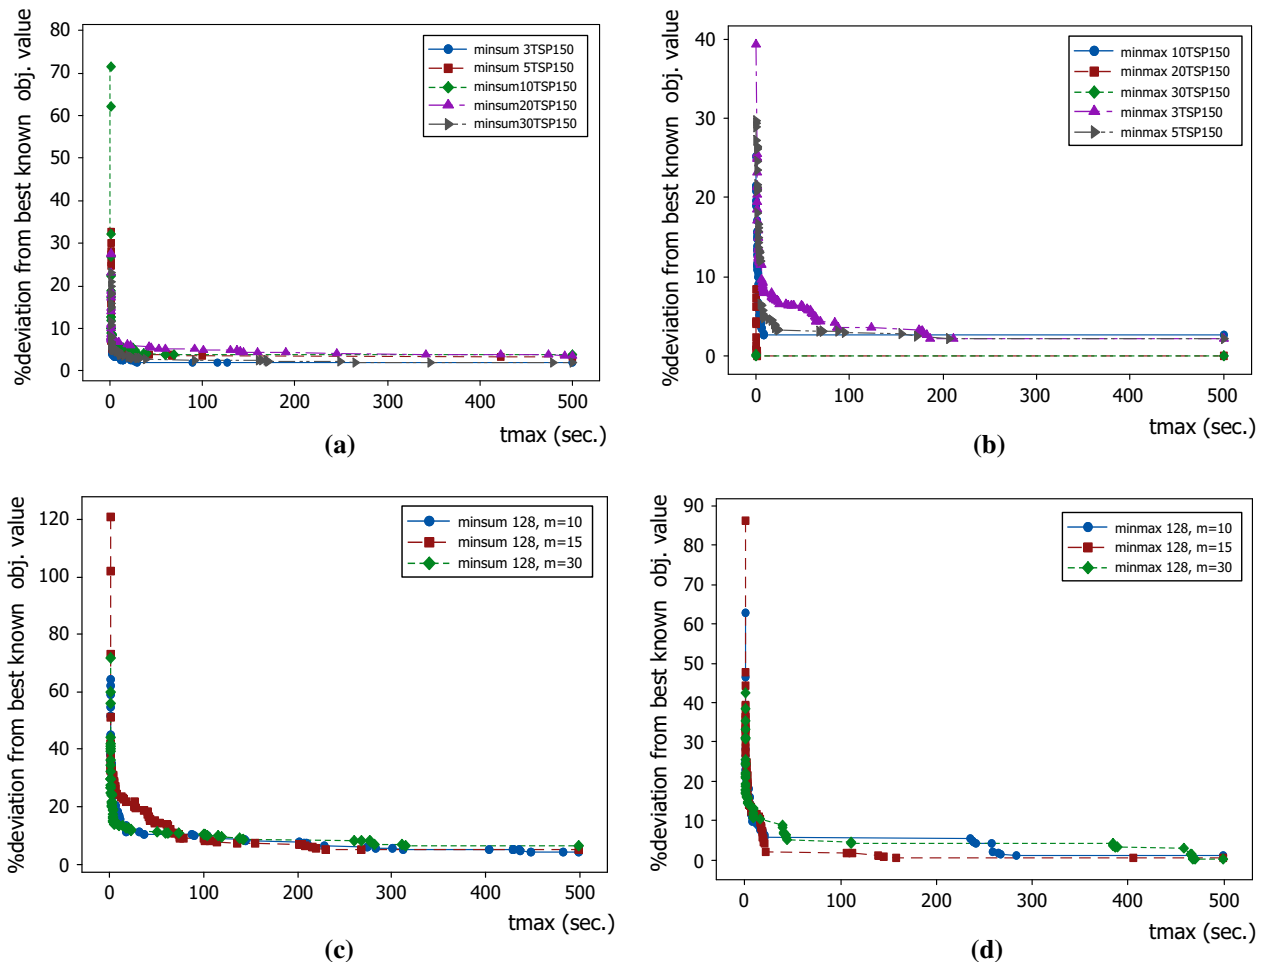 %deviation from best known obj. value
80
70
60
50
40
30
20
10
0
minsum 3TSP150
minsum 5TSP150
minsum10TSP150
minsum20TSP150
minsum30TSP150
0 100 200 300 400 500
tmax (sec.)
(a)
%deviation from best known obj. value
40
30
20
10
0
minmax 10TSP150
minmax 20TSP150
minmax 30TSP150
minmax 3TSP150
minmax 5TSP150
0 100 200 300 400 500
tmax (sec.)
(b)
%deviation from best known obj. value
120
100
80
60
40
20
0
minsum 128, m=10
minsum 128, m=15
minsum 128, m=30
0 100 200 300 400 500
tmax (sec.)
(c)
%deviation from best known obj. value
90
80
70
60
50
40
30
20
10
0
minmax 128, m=10
minmax 128, m=15
minmax 128, m=30
0 100 200 300 400 500
tmax (sec.)
(d)